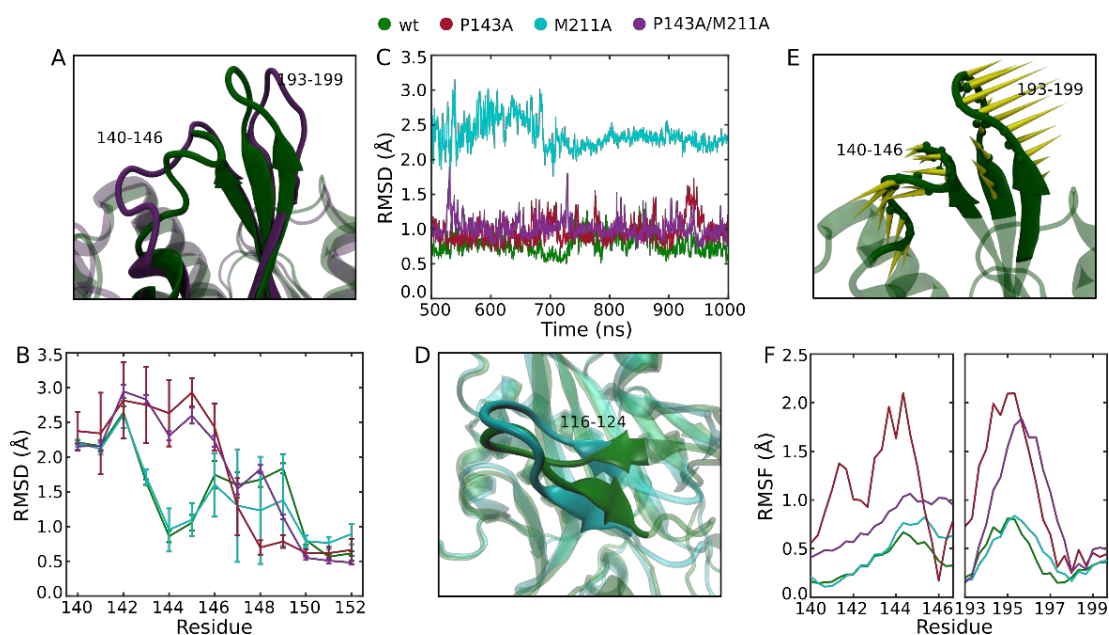 wt P143A M211A P143A/M211A
A
193-199
140-146
C
3.5
3.0
2.5
2.0
1.5
1.0
0.5
0.0
RMSD (Å)
500 600 700 800 900 1000
Time (ns)
E
193-199
140-146
B
3.5
3.0
2.5
2.0
1.5
1.0
0.5
0.0
RMSD (Å)
140 142 144 146 148 150 152
Residue
D
116-124
F
2.5
2.0
1.5
1.0
0.5
0.0
RMSF (Å)
140 142 144 146 193 195 197 199
Residue